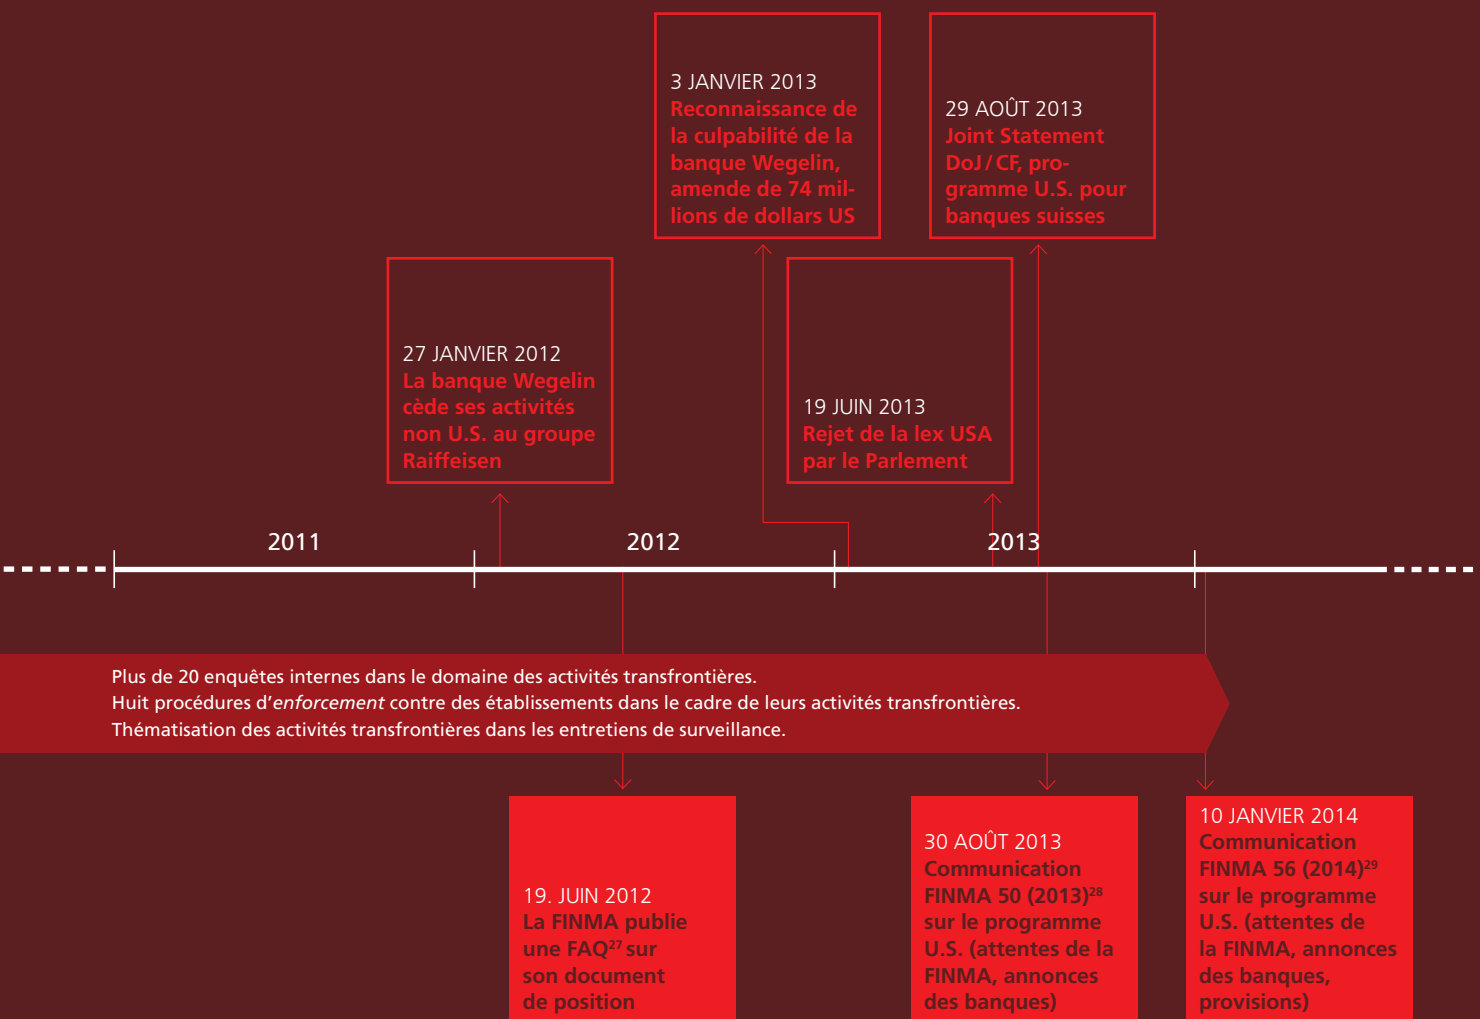 3 JANVIER 2013
Reconnaissance de
la culpabilité de la
banque Wegelin,
amende de 74 mil-
lions de dollars US
29 AOÛT 2013
Joint Statement
DoJ / CF, pro-
gramme U.S. pour
banques suisses
27 JANVIER 2012
La banque Wegelin
cède ses activités
non U.S. au groupe
Raiffeisen
19 JUIN 2013
Rejet de la lex USA
par le Parlement
2011
2012
2013
Plus de 20 enquêtes internes dans le domaine des activités transfrontières.
Huit procédures d'enforcement contre des établissements dans le cadre de leurs activités transfrontières.
Thématisation des activités transfrontières dans les entretiens de surveillance.
19. JUIN 2012
La FINMA publie
une FAQ²⁷ sur
son document
de position
30 AOÛT 2013
Communication
FINMA 50 (2013)²⁸
sur le programme
U.S. (attentes de la
FINMA, annonces
des banques)
10 JANVIER 2014
Communication
FINMA 56 (2014)²⁹
sur le programme
U.S. (attentes de
la FINMA, annonces
des banques,
provisions)